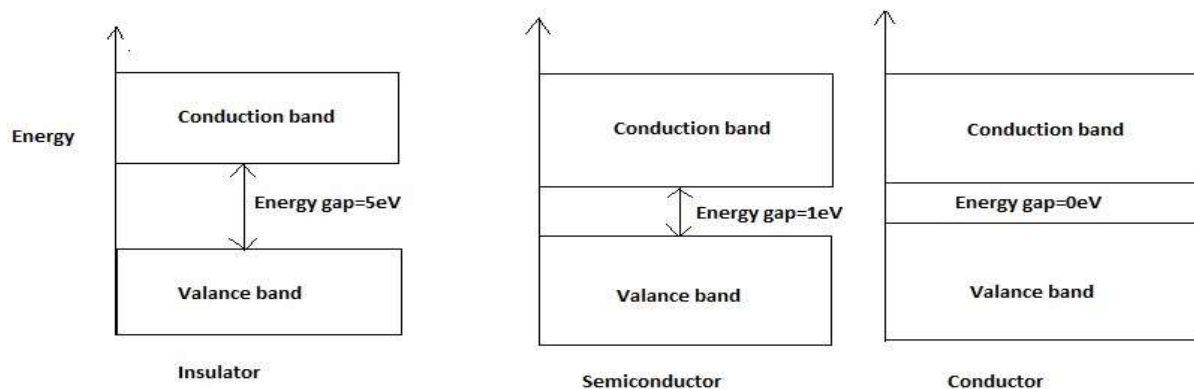 Energy
Conduction band
Energy gap=5eV
Valance band
Insulator
Conduction band
Energy gap=1eV
Valance band
Semiconductor
Conduction band
Energy gap=0eV
Valance band
Conductor